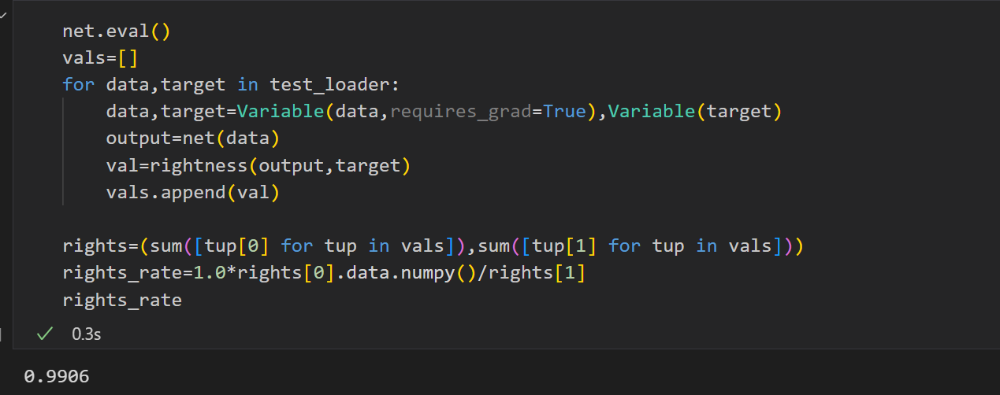 net.eval()
vals=[]
for data,target in test_loader:
    data,target=Variable(data,requires_grad=True),Variable(target)
    output=net(data)
    val=rightness(output,target)
    vals.append(val)
rights=(sum([tup[0] for tup in vals]),sum([tup[1] for tup in vals]))
rights_rate=1.0*rights[0].data.numpy()/rights[1]
rights_rate
0.3s
0.9906